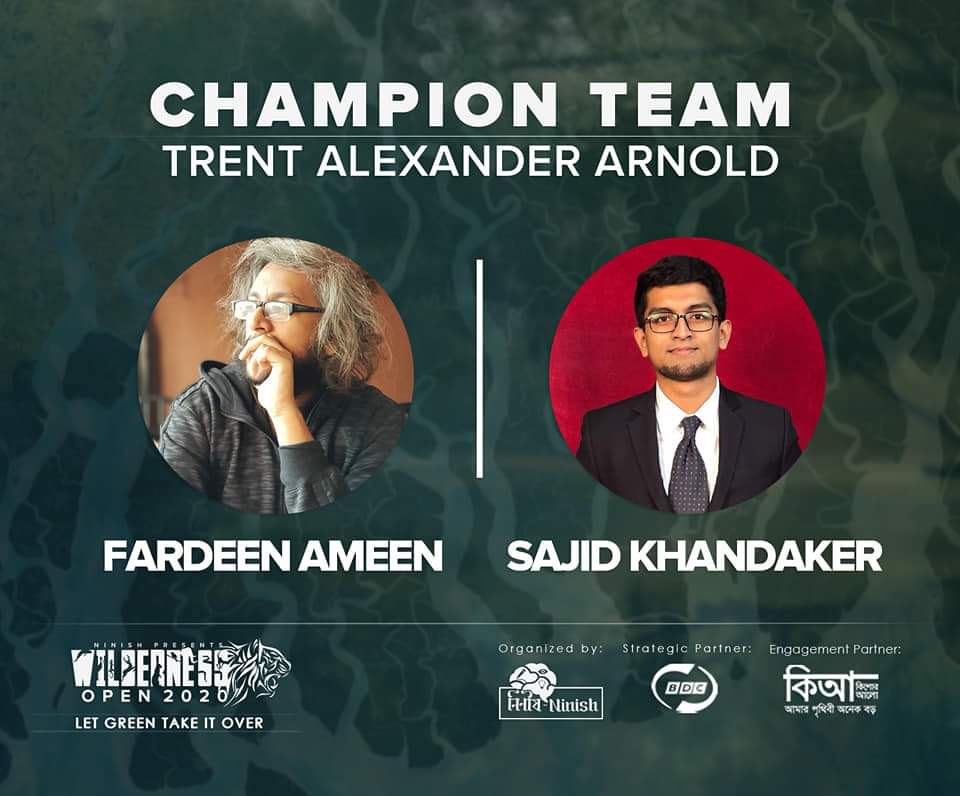 CHAMPION TEAM
TRENT ALEXANDER ARNOLD
FARDEEN AMEEN
SAJID KHANDAKER
NINISH PRESENTS
WILDERNESS
OPEN 2020
LET GREEN TAKE IT OVER
Organized by:
Ninish
Strategic Partner:
BDC
Engagement Partner:
কিআ
কিশোর
আলো
আমার পৃথিবী অনেক বড়